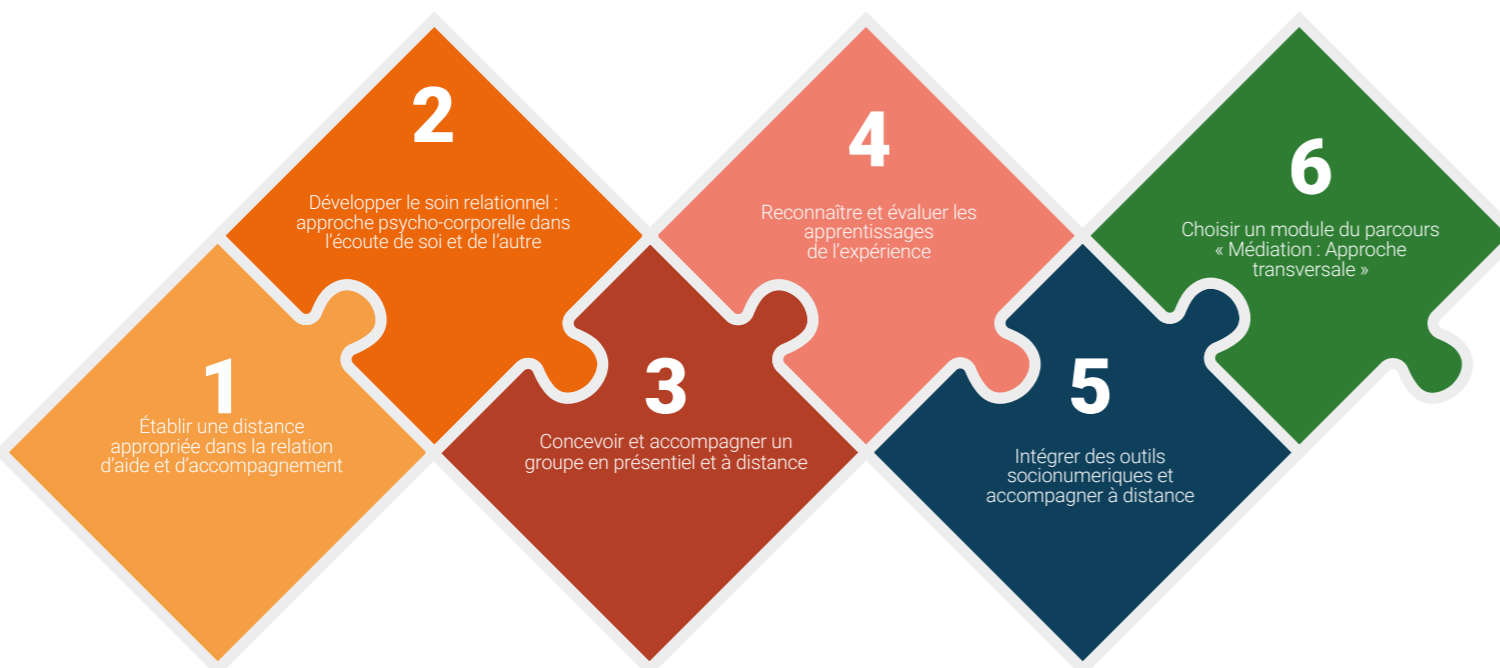 1
Établir une distance
appropriée dans la relation
d’aide et d’accompagnement
2
Développer le soin relationnel :
approche psycho-corporelle dans
l’écoute de soi et de l’autre
3
Concevoir et accompagner un
groupe en présentiel et à distance
4
Reconnaître et évaluer les
apprentissages
de l’expérience
5
Intégrer des outils
socionumeriques et
accompagner à distance
6
Choisir un module du parcours
« Médiation : Approche
transversale »